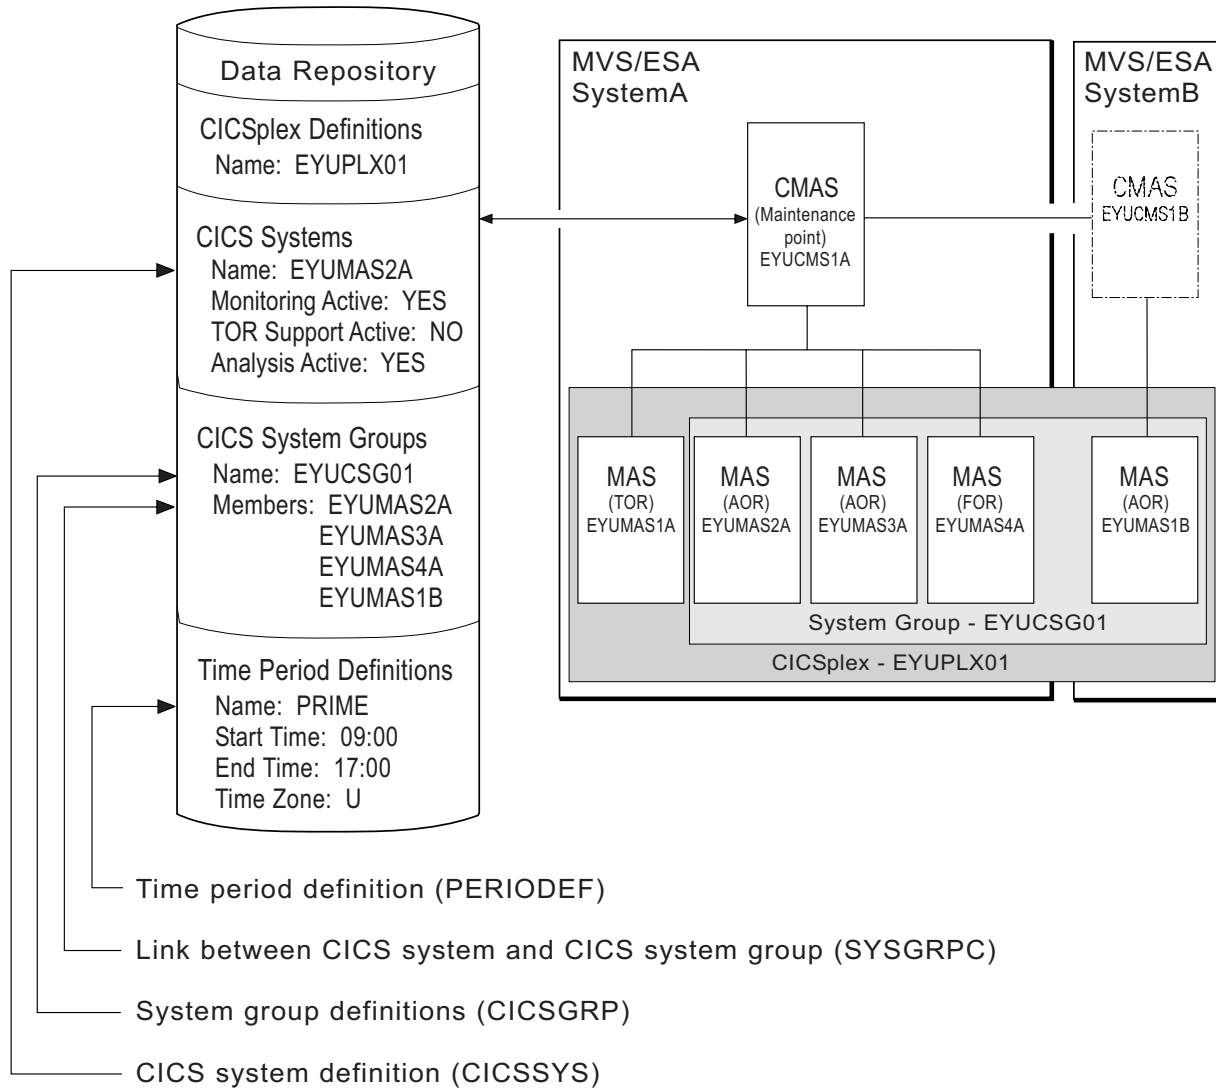 Data Repository
CICSplex Definitions
Name: EYUPLX01
CICS Systems
Name: EYUMAS2A
Monitoring Active: YES
TOR Support Active: NO
Analysis Active: YES
CICS System Groups
Name: EYUCSG01
Members: EYUMAS2A
EYUMAS3A
EYUMAS4A
EYUMAS1B
Time Period Definitions
Name: PRIME
Start Time: 09:00
End Time: 17:00
Time Zone: U
MVS/ESA
SystemA
CMAS
(Maintenance
point)
EYUCMS1A
MVS/ESA
SystemB
CMAS
EYUCMS1B
MAS
(TOR)
EYUMAS1A
MAS
(AOR)
EYUMAS2A
MAS
(AOR)
EYUMAS3A
MAS
(FOR)
EYUMAS4A
MAS
(AOR)
EYUMAS1B
System Group - EYUCSG01
CICSplex - EYUPLX01
Time period definition (PERIODEF)
Link between CICS system and CICS system group (SYSGRPC)
System group definitions (CICSGRP)
CICS system definition (CICSSYS)